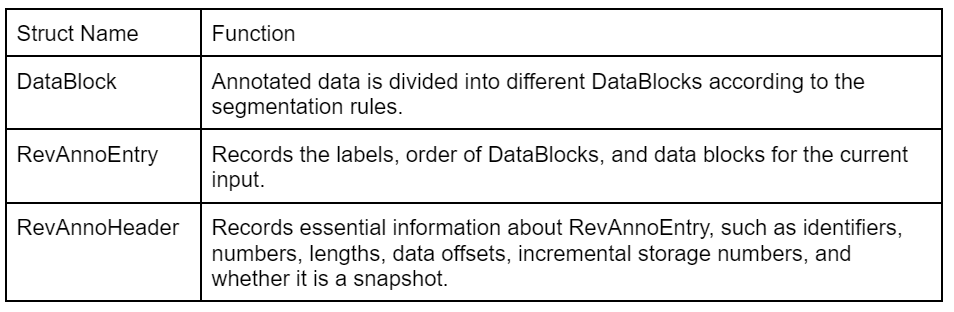 Struct Name
Function
DataBlock
Annotated data is divided into different DataBlocks according to the
segmentation rules.
RevAnnoEntry
Records the labels, order of DataBlocks, and data blocks for the current
input.
RevAnnoHeader
Records essential information about RevAnnoEntry, such as identifiers,
numbers, lengths, data offsets, incremental storage numbers, and
whether it is a snapshot.